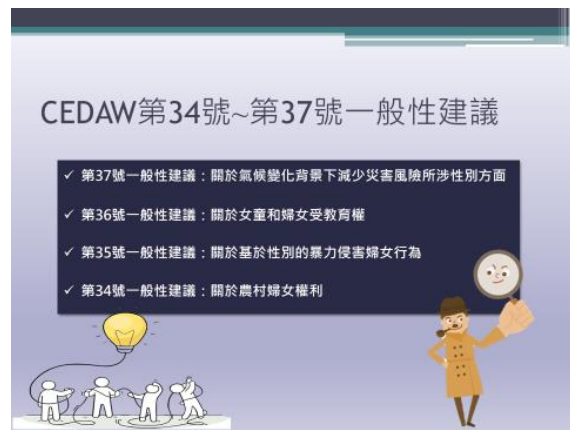 CEDAW第34號~第37號一般性建議
✓ 第37號一般性建議：關於氣候變化背景下減少災害風險所涉性別方面
✓ 第36號一般性建議：關於女童和婦女受教育權
✓ 第35號一般性建議：關於基於性別的暴力侵害婦女行為
✓ 第34號一般性建議：關於農村婦女權利